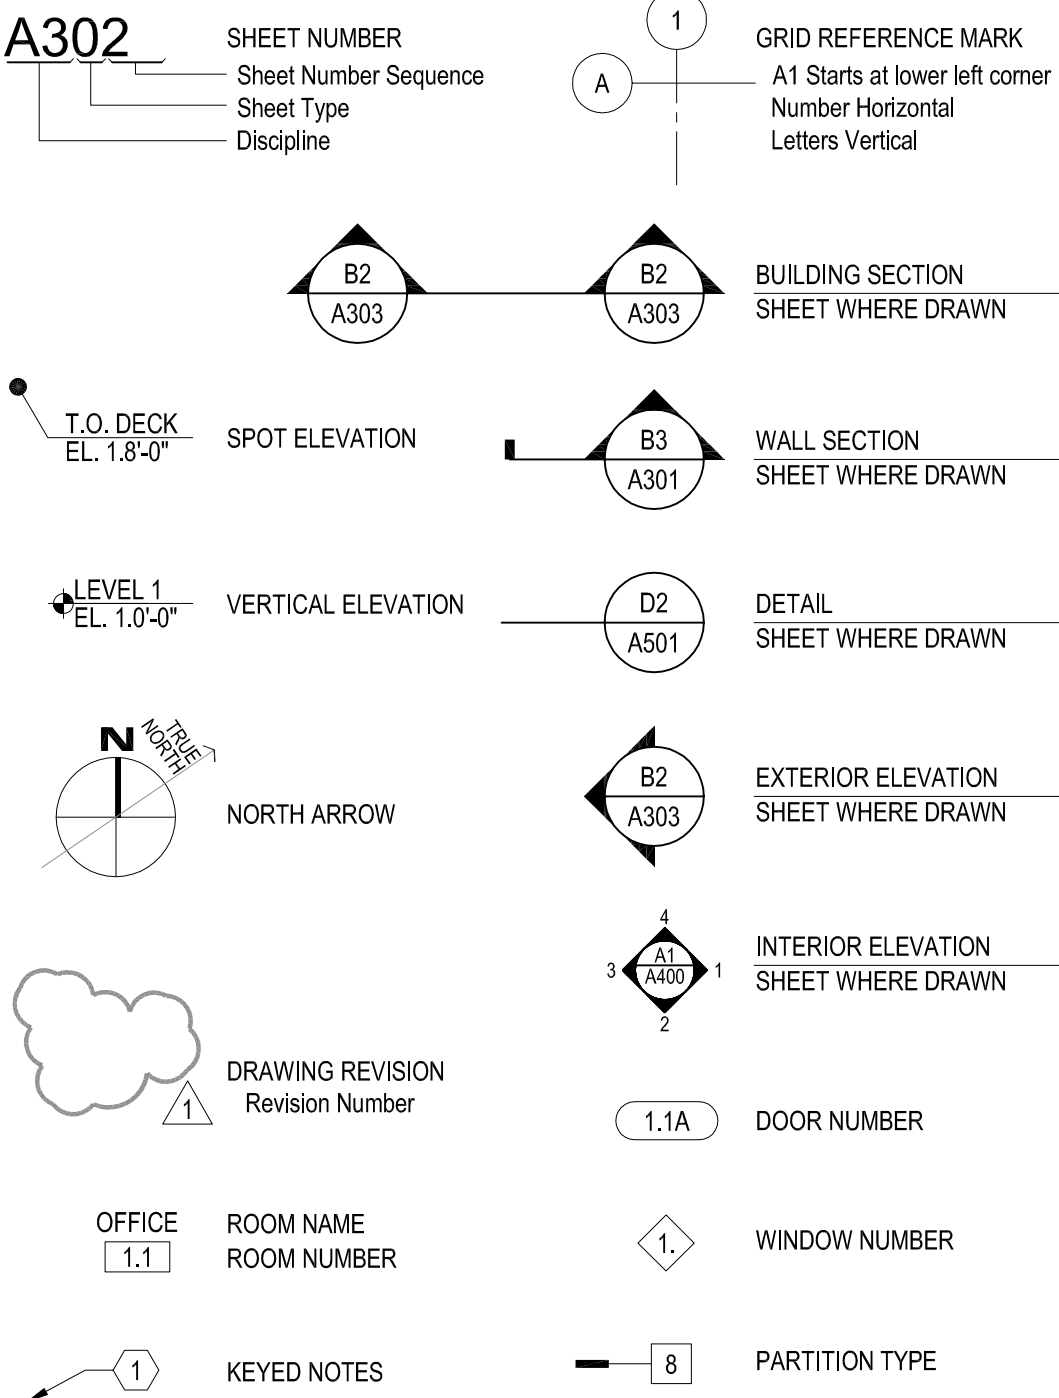 A302
SHEET NUMBER
Sheet Number Sequence
Sheet Type
Discipline
1
A
GRID REFERENCE MARK
A1 Starts at lower left corner
Number Horizontal
Letters Vertical
B2
A303
B2
A303
BUILDING SECTION
SHEET WHERE DRAWN
T.O. DECK
EL. 1.8'-0"
SPOT ELEVATION
B3
A301
WALL SECTION
SHEET WHERE DRAWN
LEVEL 1
EL. 1.0'-0"
VERTICAL ELEVATION
D2
A501
DETAIL
SHEET WHERE DRAWN
N
TRUE
NORTH
NORTH ARROW
B2
A303
EXTERIOR ELEVATION
SHEET WHERE DRAWN
4
3
A1
A400
1
2
INTERIOR ELEVATION
SHEET WHERE DRAWN
1
DRAWING REVISION
Revision Number
1.1A
DOOR NUMBER
OFFICE
1.1
ROOM NAME
ROOM NUMBER
1.
WINDOW NUMBER
1
KEYED NOTES
8
PARTITION TYPE